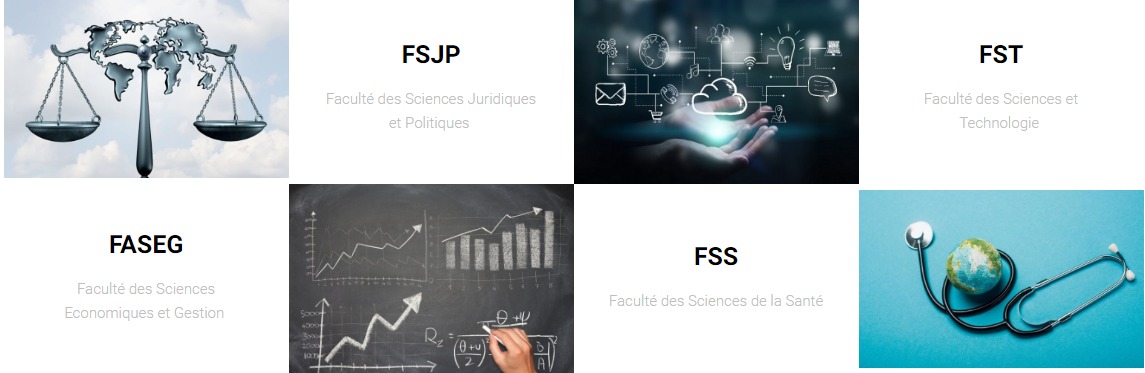 FSJP
Faculté des Sciences Juridiques
et Politiques
FST
Faculté des Sciences et
Technologie
FASEG
Faculté des Sciences
Economiques et Gestion
FSS
Faculté des Sciences de la Santé